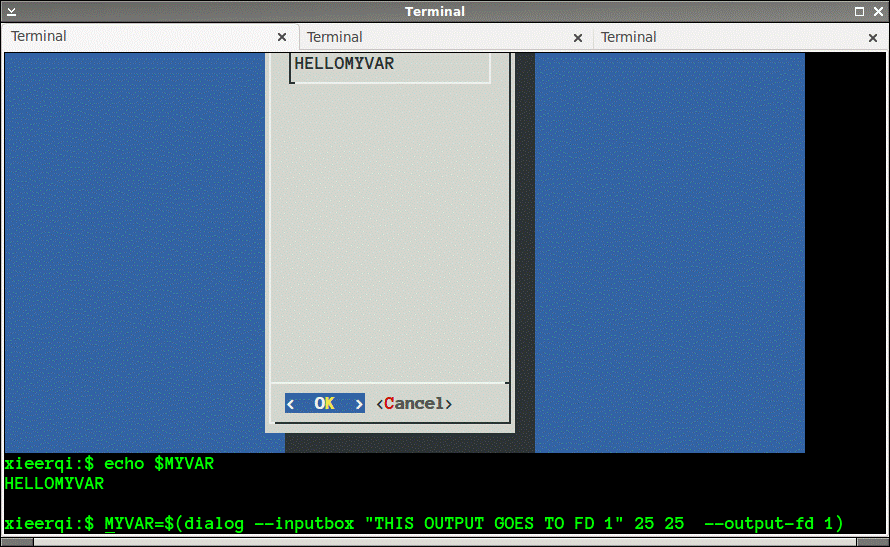 Terminal
Terminal Terminal Terminal
HELLOMYVAR
< OK > <Cancel>
xieerqi:$ echo $MYVAR
HELLOMYVAR
xieerqi:$ MYVAR=$(dialog --inputbox "THIS OUTPUT GOES TO FD 1" 25 25  --output-fd 1)